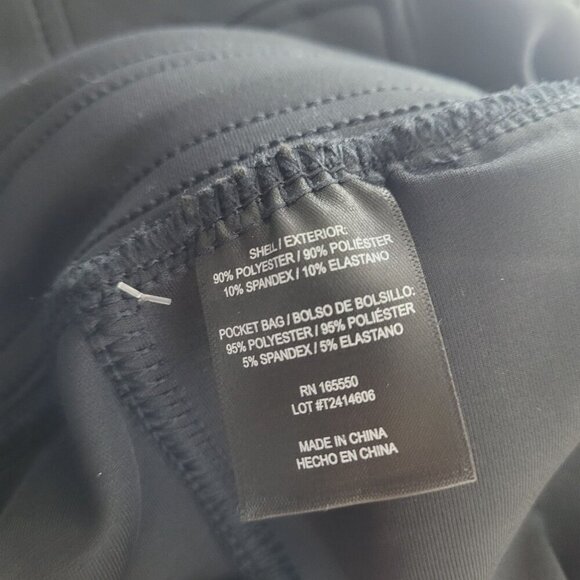 SHELL/EXTERIOR:
90% POLYESTER / 90% POLIÉSTER
10% SPANDEX / 10% ELASTANO
POCKET BAG / BOLSO DE BOLSILLO:
95% POLYESTER/ 95% POLIÉSTER
5% SPANDEX / 5% ELASTANO
RN 165550
LOT #T2414606
MADE IN CHINA
HECHO EN CHINA